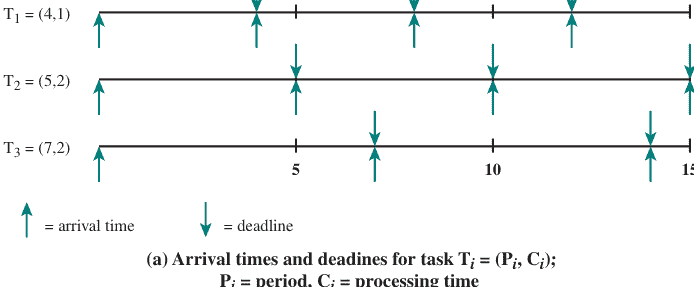 T1 = (4,1)
T2 = (5,2)
T3 = (7,2)
5 10 15
= arrival time = deadline
(a) Arrival times and deadines for task Ti = (Pi, Ci);
Pi = period, Ci = processing time